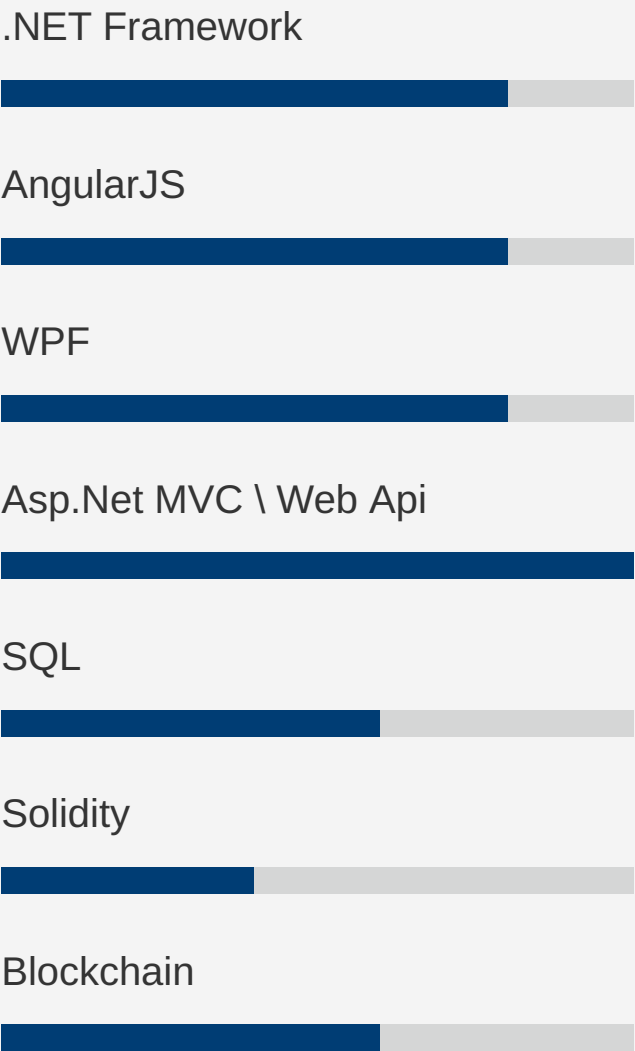 .NET Framework
AngularJS
WPF
Asp.Net MVC \ Web Api
SQL
Solidity
Blockchain